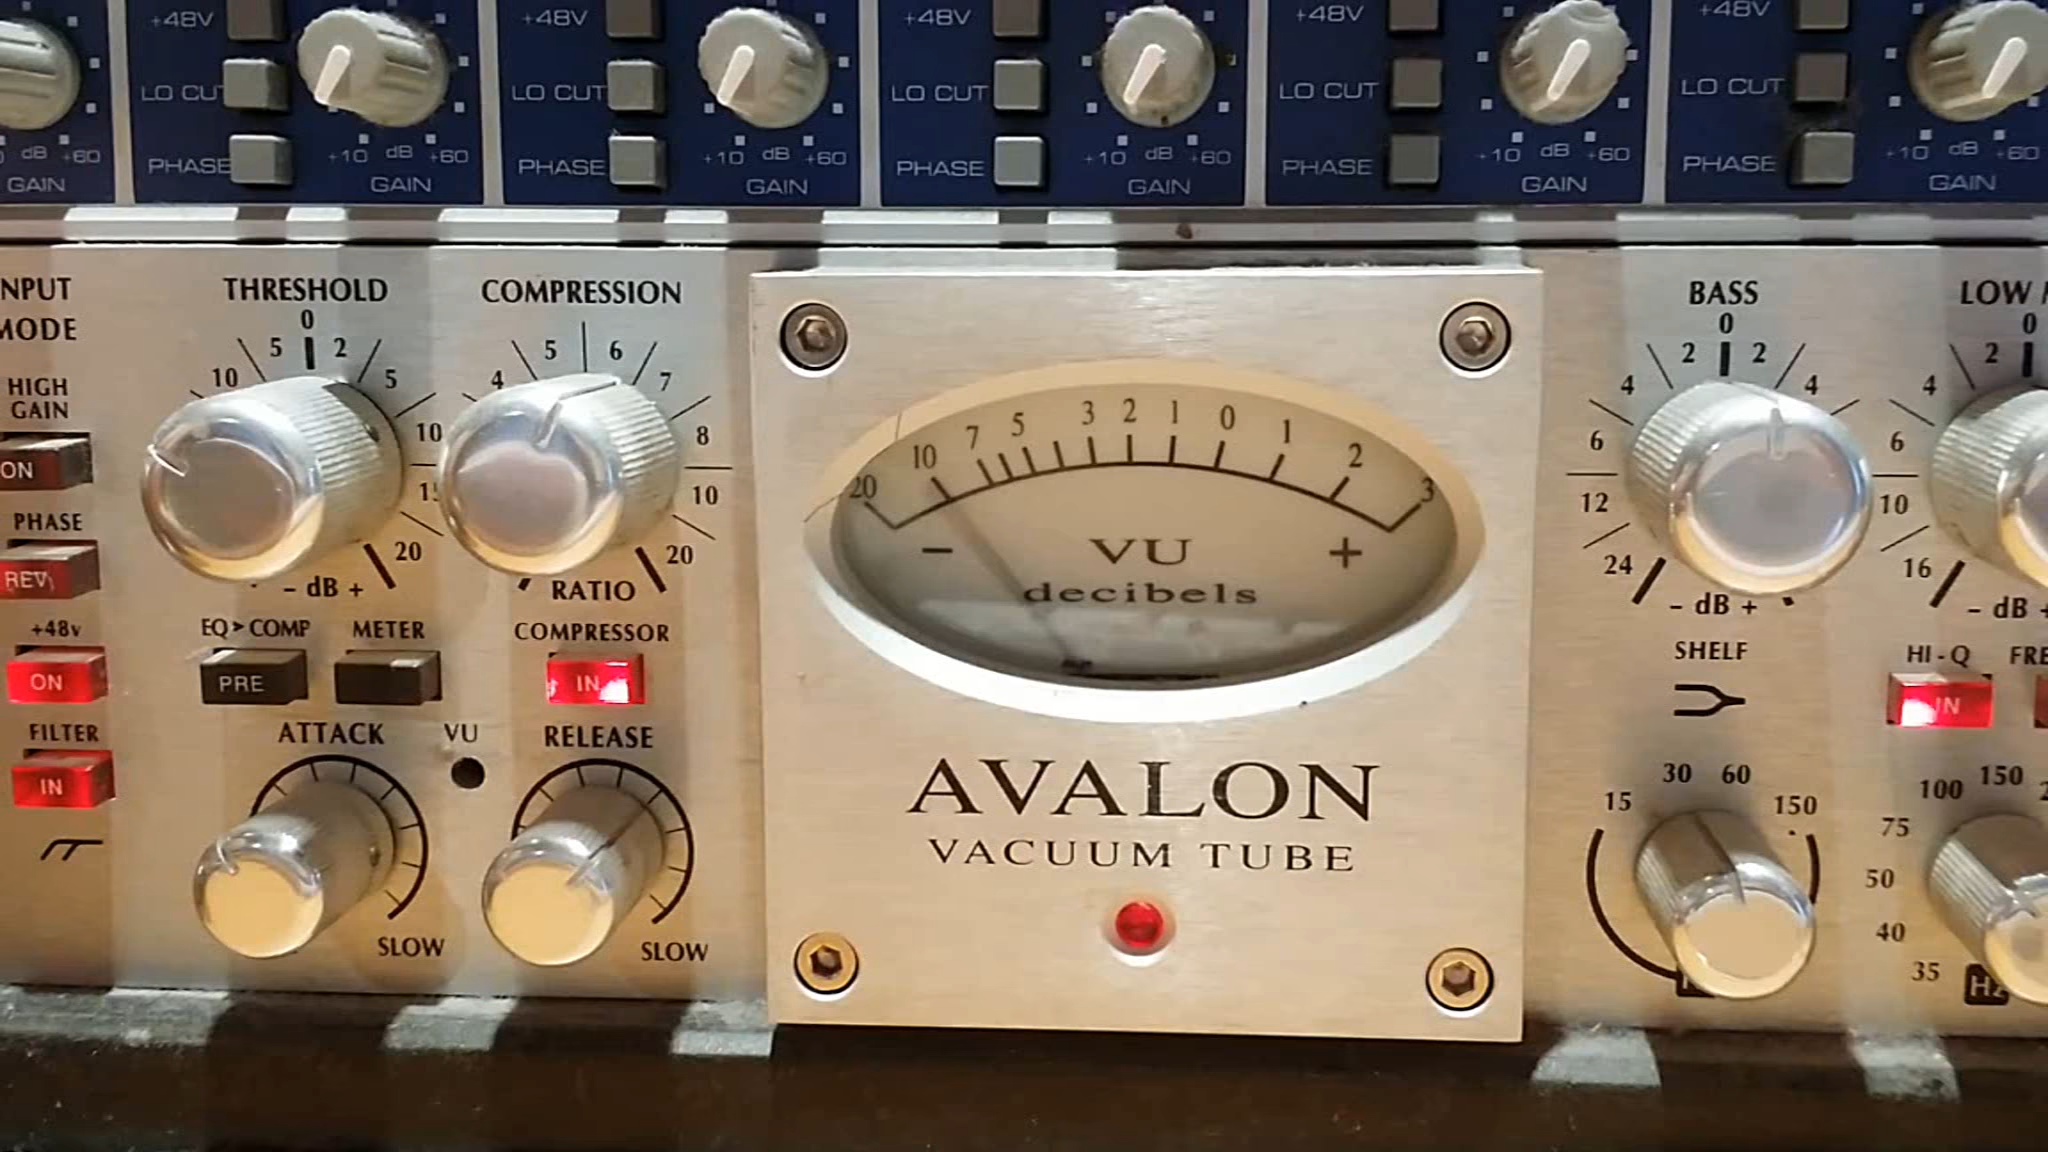 +48V +48V +48V +48V +48V
LO CUT LO CUT LO CUT LO CUT LO CUT
dB +60 +10 dB +60 +10 dB +60 +10 dB +60 +10 dB +60 +10 dB +60
PHASE PHASE PHASE PHASE PHASE
GAIN GAIN GAIN GAIN GAIN GAIN
NPUT
MODE
HIGH
GAIN
ON
PHASE
REV
+48v
ON
FILTER
IN
THRESHOLD
0
5 2
10 5
10
15
20
- dB +
COMPRESSION
5 6
4 7
8
10
20
RATIO
EQ>COMP METER
PRE
COMPRESSOR
IN
ATTACK VU RELEASE
SLOW SLOW
20 10 7 5 3 2 1 0 1 2 3
- VU +
decibels
AVALON
VACUUM TUBE
BASS
0
2 2
4 4
6
12
24
- dB +
SHELF
30 60
15 150
LOW
0
2
4
6
10
16
- dB +
HI-Q
IN
100 150
75
50
40
35
HZ